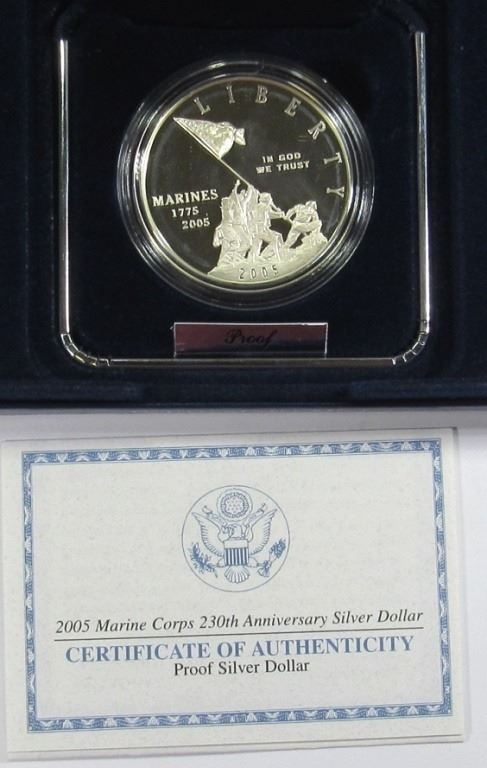 LIBERTY
IN GOD
WE TRUST
MARINES
1775
2005
2005
Proof
2005 Marine Corps 230th Anniversary Silver Dollar
CERTIFICATE OF AUTHENTICITY
Proof Silver Dollar